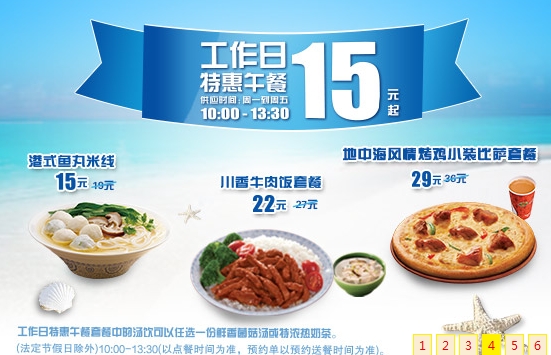 工作日
特惠午餐
供应时间:周一到周五
10:00-13:30
15元起
港式鱼丸米线
15元 19元
川香牛肉饭套餐
22元 27元
地中海风情烤鸡小装比萨套餐
29元 36元
工作日特惠午餐套餐中的汤饮可以任选一份鲜香蘑菇汤或特浓热奶茶。
(法定节假日除外)10:00-13:30(以点餐时间为准，预约单以预约送餐时间为准)。
1 2 3 4 5 6